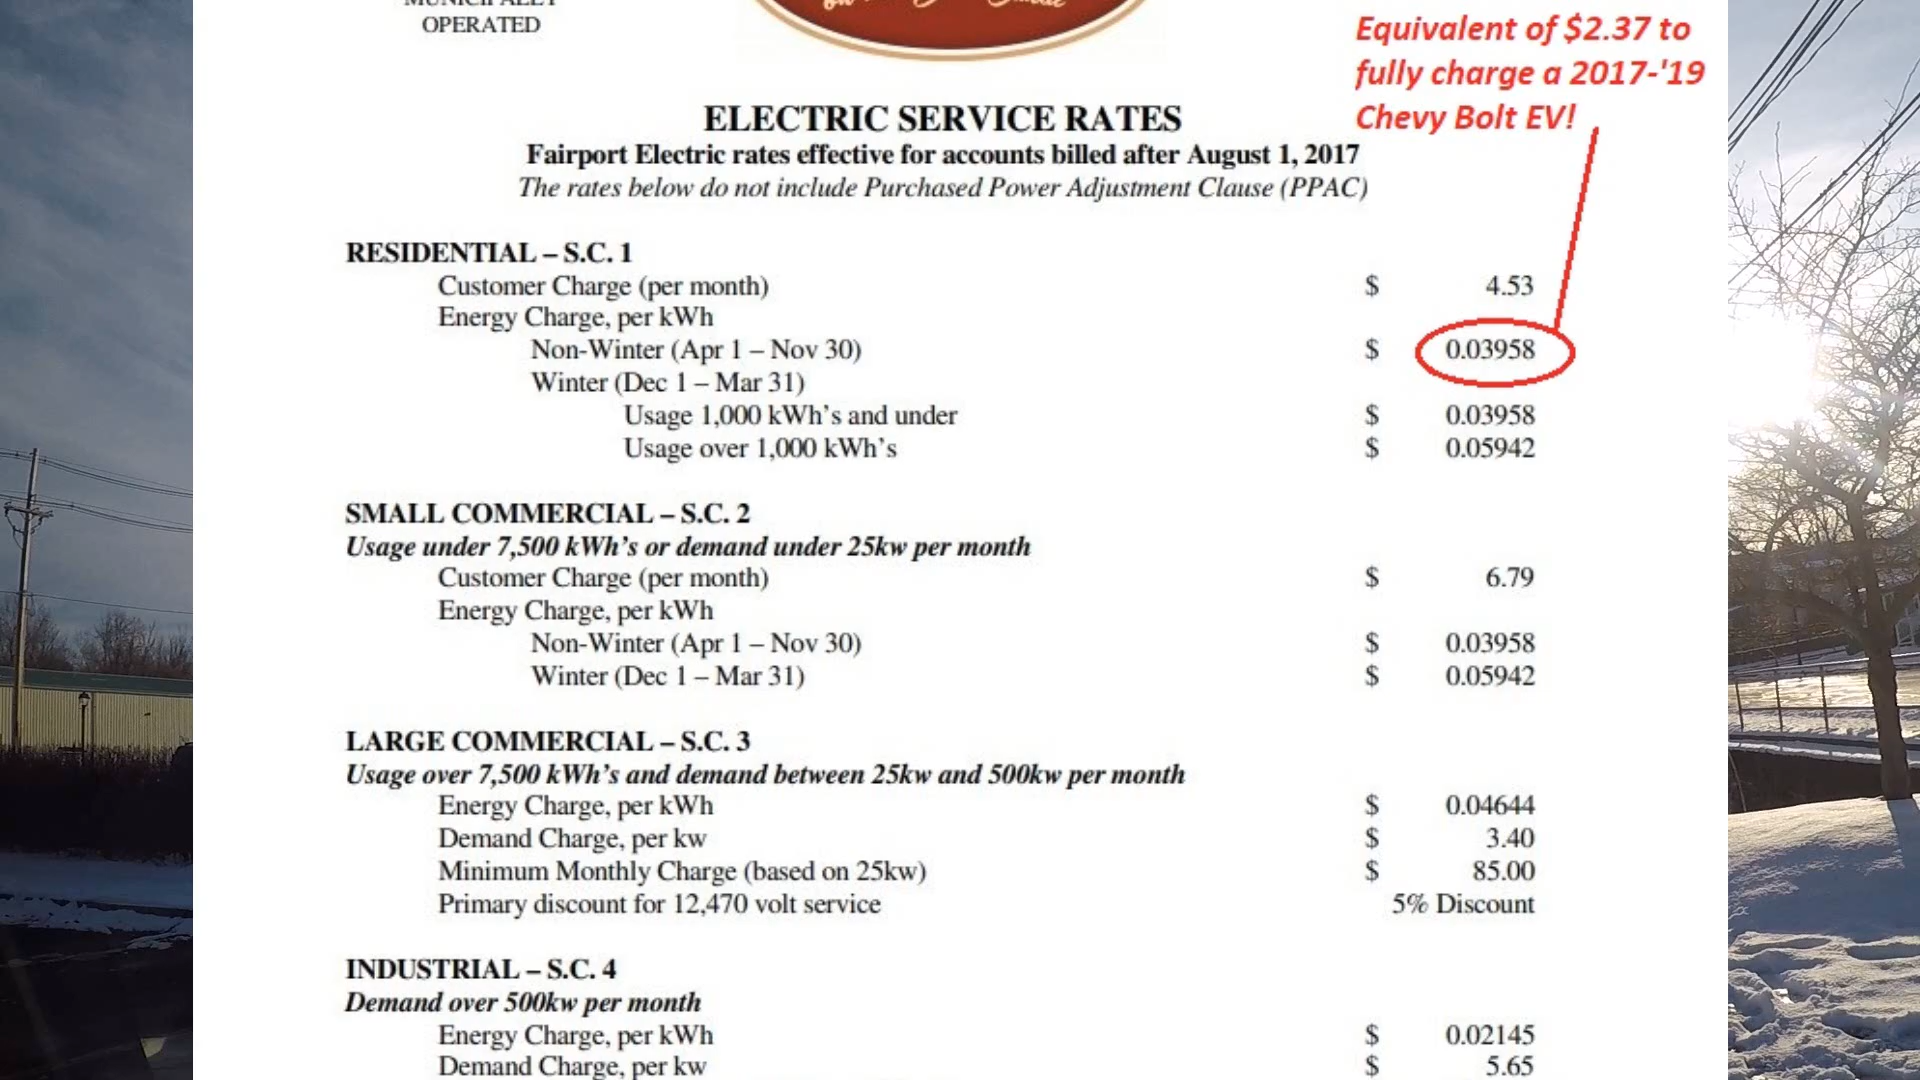 OPERATED
Equivalent of $2.37 to
fully charge a 2017-'19
Chevy Bolt EV!
ELECTRIC SERVICE RATES
Fairport Electric rates effective for accounts billed after August 1, 2017
The rates below do not include Purchased Power Adjustment Clause (PPAC)
RESIDENTIAL – S.C. 1
Customer Charge (per month) $ 4.53
Energy Charge, per kWh
Non-Winter (Apr 1 – Nov 30) $ 0.03958
Winter (Dec 1 – Mar 31)
Usage 1,000 kWh's and under $ 0.03958
Usage over 1,000 kWh's $ 0.05942
SMALL COMMERCIAL – S.C. 2
Usage under 7,500 kWh's or demand under 25kw per month
Customer Charge (per month) $ 6.79
Energy Charge, per kWh
Non-Winter (Apr 1 – Nov 30) $ 0.03958
Winter (Dec 1 – Mar 31) $ 0.05942
LARGE COMMERCIAL – S.C. 3
Usage over 7,500 kWh's and demand between 25kw and 500kw per month
Energy Charge, per kWh $ 0.04644
Demand Charge, per kw $ 3.40
Minimum Monthly Charge (based on 25kw) $ 85.00
Primary discount for 12,470 volt service 5% Discount
INDUSTRIAL – S.C. 4
Demand over 500kw per month
Energy Charge, per kWh $ 0.02145
Demand Charge, per kw $ 5.65